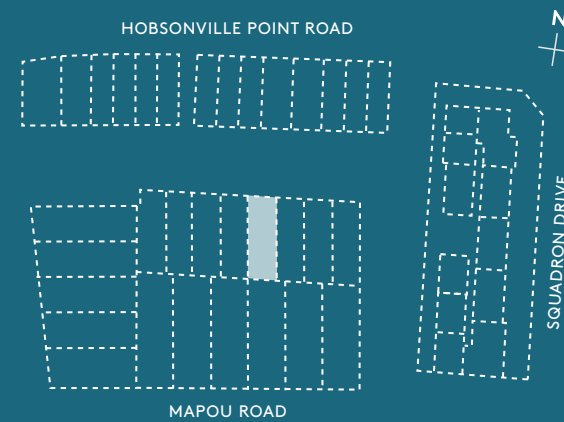 HOBSONVILLE POINT ROAD
N
SQUADRON DRIVE
MAPOU ROAD